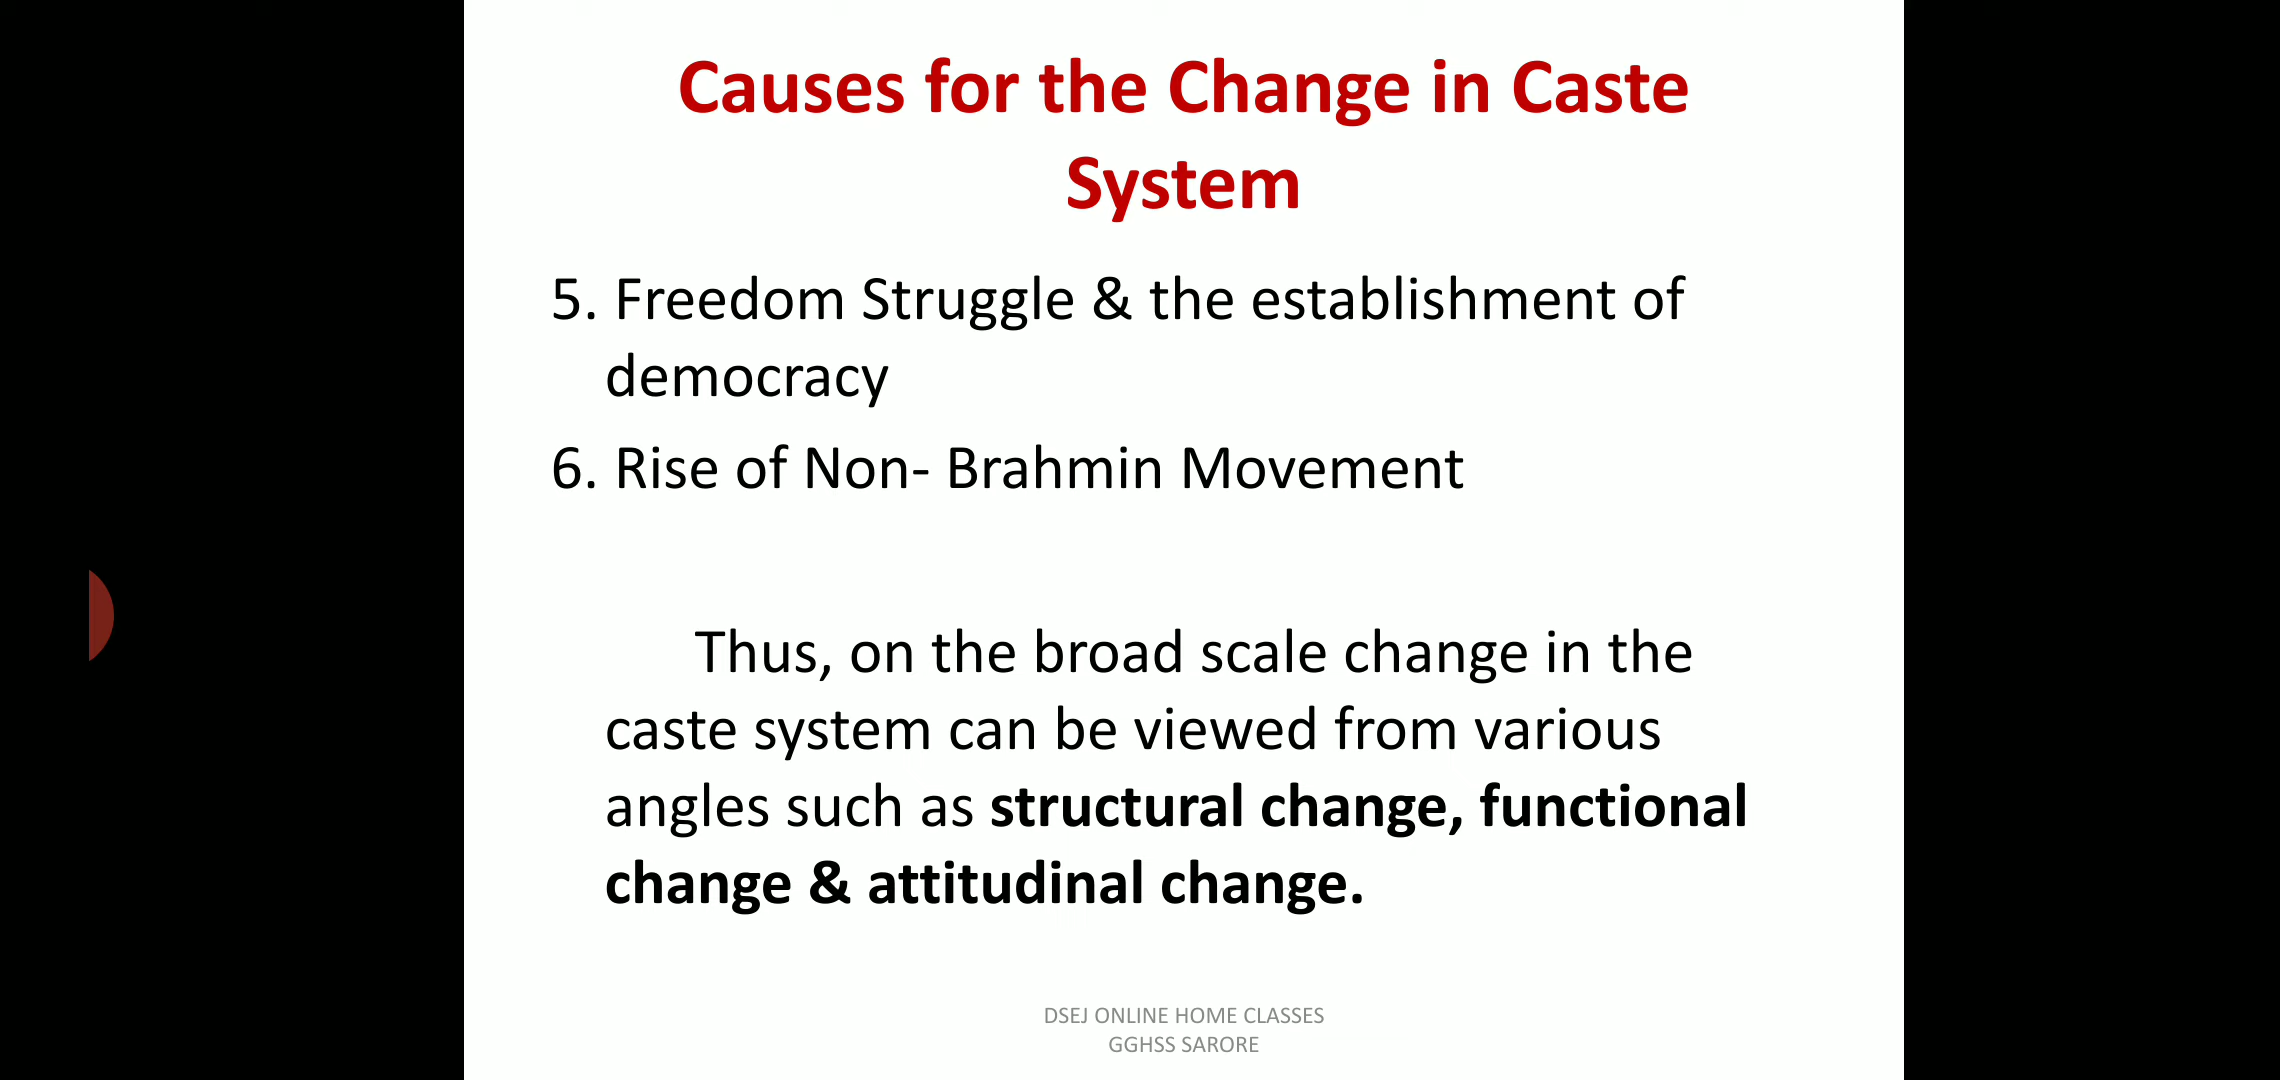 Causes for the Change in Caste
System
5. Freedom Struggle & the establishment of
democracy
6. Rise of Non- Brahmin Movement
Thus, on the broad scale change in the
caste system can be viewed from various
angles such as structural change, functional
change & attitudinal change.
DSEJ ONLINE HOME CLASSES
GGHSS SARORE